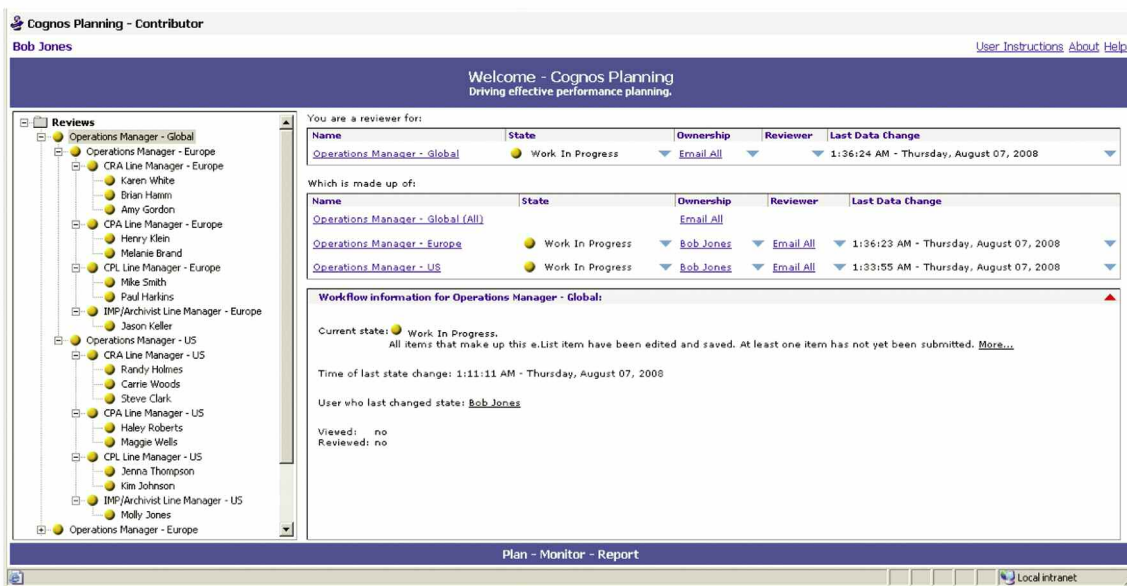 Cognos Planning - Contributor
Bob Jones
User Instructions About Help
Welcome - Cognos Planning
Driving effective performance planning.
Reviews
Operations Manager - Global
Operations Manager - Europe
CRA Line Manager - Europe
Karen White
Brian Hamm
Amy Gordon
CPA Line Manager - Europe
Henry Klein
Melanie Brand
CPL Line Manager - Europe
Mike Smith
Paul Harkins
IMP/Archivist Line Manager - Europe
Jason Keller
Operations Manager - US
CRA Line Manager - US
Randy Holmes
Carrie Woods
Steve Clark
CPA Line Manager - US
Haley Roberts
Maggie Wells
CPL Line Manager - US
Jenna Thompson
Kim Johnson
IMP/Archivist Line Manager - US
Molly Jones
Operations Manager - Europe
You are a reviewer for:
Name State Ownership Reviewer Last Data Change
Operations Manager - Global Work In Progress Email All 1:36:24 AM - Thursday, August 07, 2008
Which is made up of:
Name State Ownership Reviewer Last Data Change
Operations Manager - Global (All) Email All
Operations Manager - Europe Work In Progress Bob Jones Email All 1:36:23 AM - Thursday, August 07, 2008
Operations Manager - US Work In Progress Bob Jones Email All 1:33:55 AM - Thursday, August 07, 2008
Workflow information for Operations Manager - Global:
Current state: Work In Progress.
All items that make up this e.List item have been edited and saved. At least one item has not yet been submitted. More...
Time of last state change: 1:11:11 AM - Thursday, August 07, 2008
User who last changed state: Bob Jones
Viewed: no
Reviewed: no
Plan - Monitor - Report
Local intranet